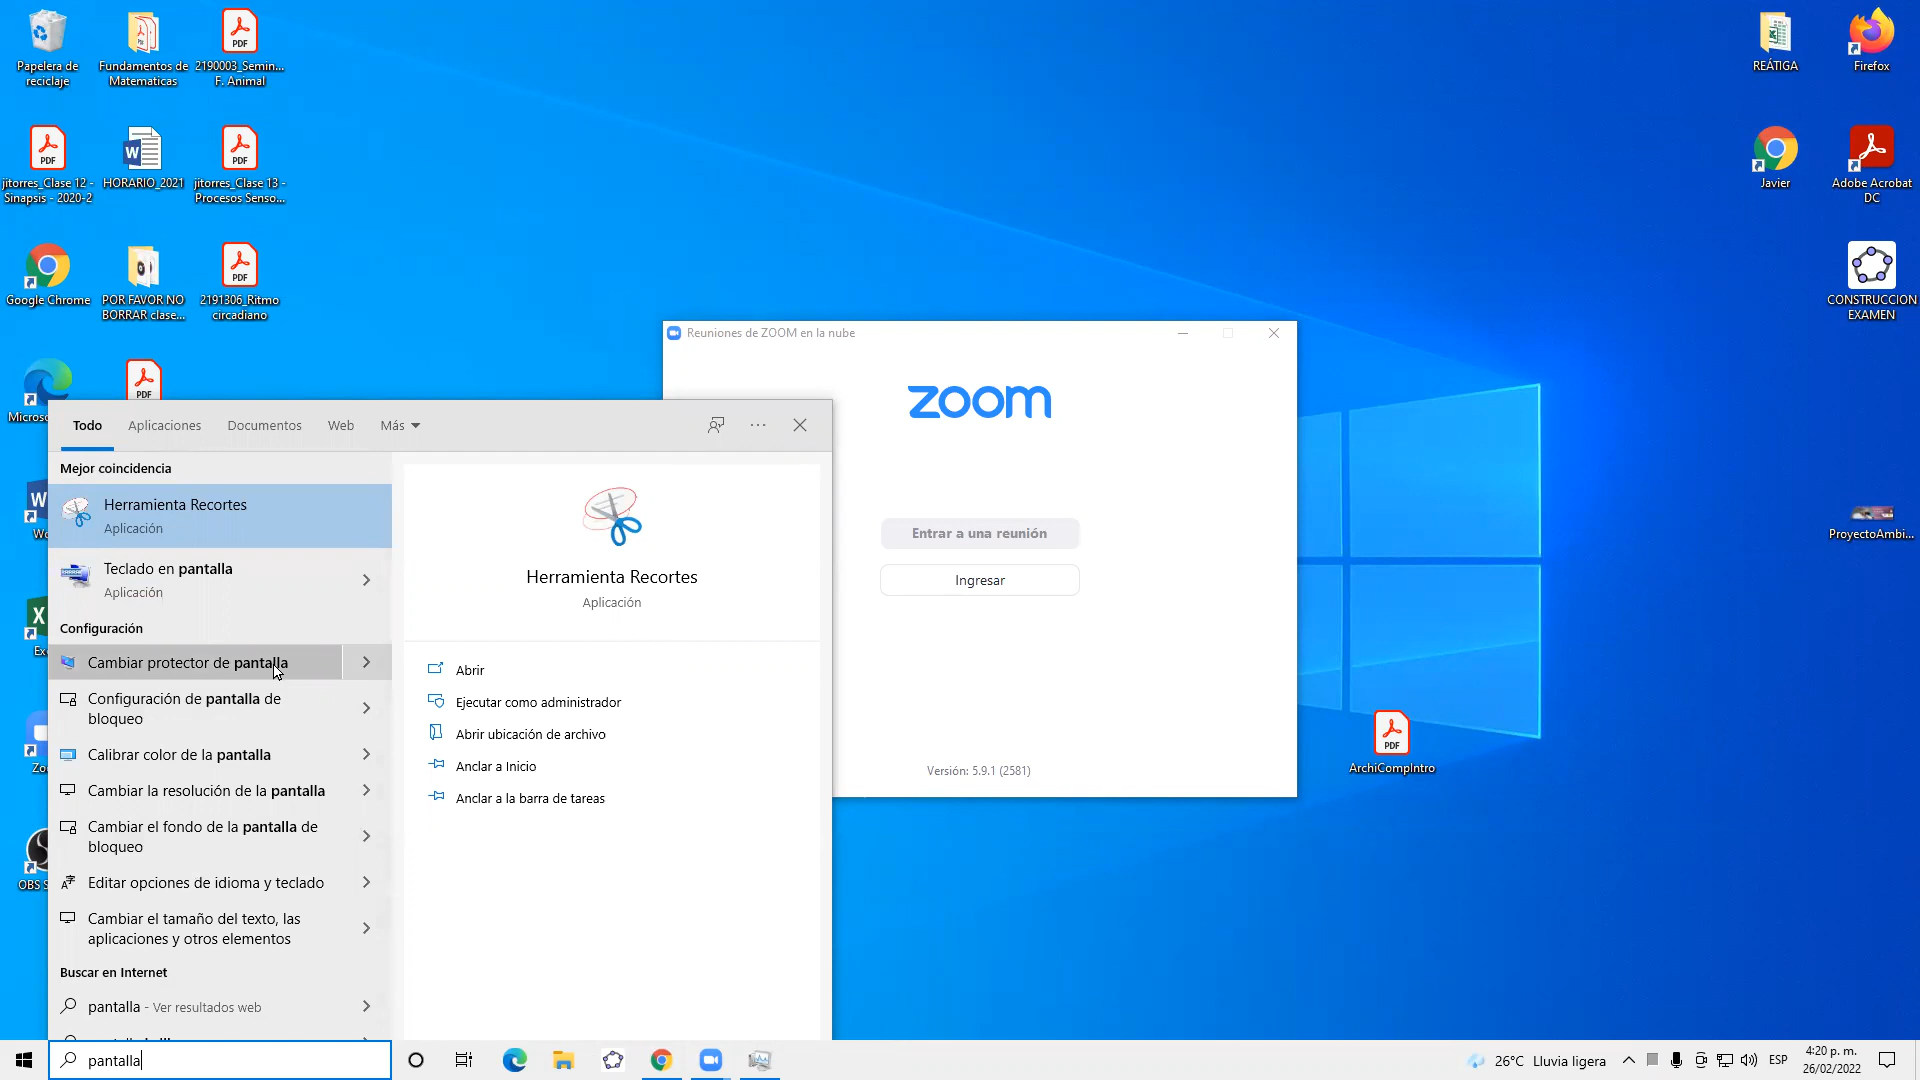 Papelera de
reciclaje
Fundamentos de
Matematicas
PDF
2190003_Semin...
F. Animal
REÁTIGA
Firefox
PDF
jitorres_Clase 12 -
Sinapsis - 2020-2
W
HORARIO_2021
PDF
jitorres_Clase 13 -
Procesos Senso...
Javier
Adobe Acrobat
DC
Google Chrome
POR FAVOR NO
BORRAR clase...
PDF
2191306_Ritmo
circadiano
CONSTRUCCION
EXAMEN
PDF
ProyectoAmbi...
PDF
ArchiCompIntro
Reuniones de ZOOM en la nube
zoom
Entrar a una reunión
Ingresar
Versión: 5.9.1 (2581)
Todo
Aplicaciones
Documentos
Web
Más
Mejor coincidencia
Herramienta Recortes
Aplicación
Teclado en pantalla
Aplicación
Configuración
Cambiar protector de pantalla
Configuración de pantalla de
bloqueo
Calibrar color de la pantalla
Cambiar la resolución de la pantalla
Cambiar el fondo de la pantalla de
bloqueo
Editar opciones de idioma y teclado
Cambiar el tamaño del texto, las
aplicaciones y otros elementos
Buscar en Internet
pantalla - Ver resultados web
Herramienta Recortes
Aplicación
Abrir
Ejecutar como administrador
Abrir ubicación de archivo
Anclar a Inicio
Anclar a la barra de tareas
pantalla
26°C Lluvia ligera
ESP
4:20 p. m.
26/02/2022